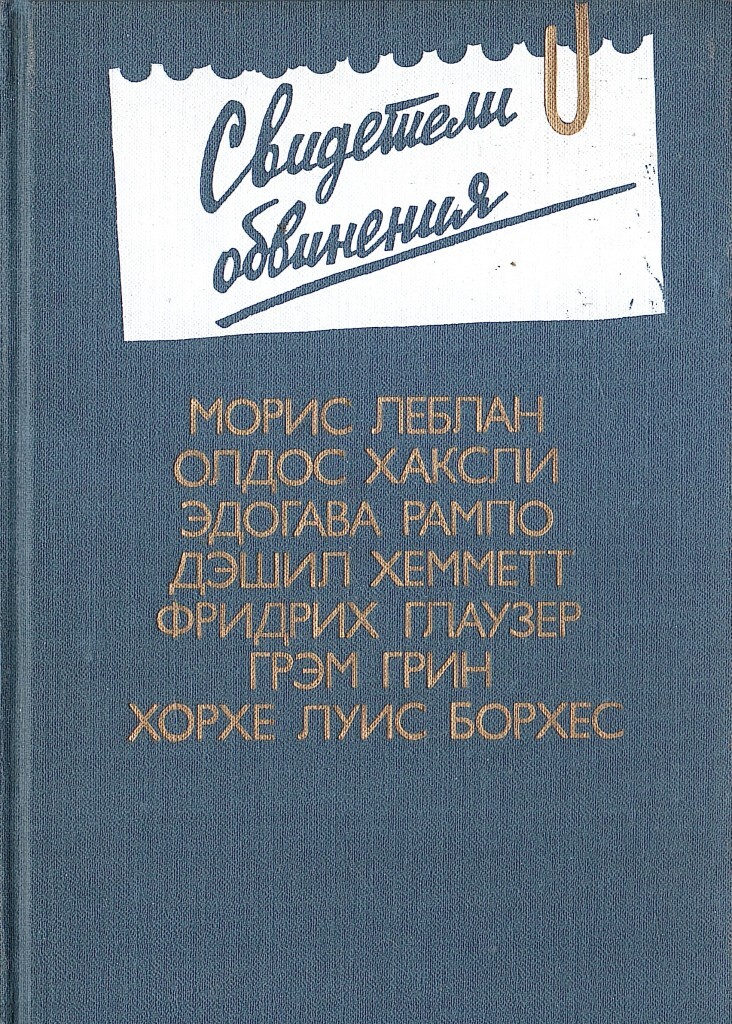 Свидетели
обвинения
МОРИС ЛЕБЛАН
ОЛДОС ХАКСЛИ
ЭДОГАВА РАМПО
ДЭШИЛ ХЕММЕТТ
ФРИДРИХ ГЛАУЗЕР
ГРЭМ ГРИН
ХОРХЕ ЛУИС БОРХЕС